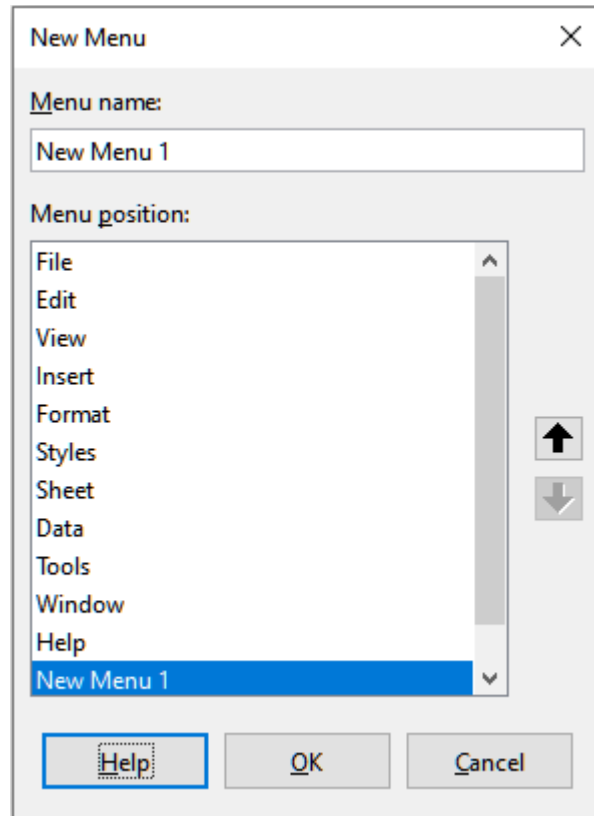 New Menu
Menu name:
New Menu 1
Menu position:
File
Edit
View
Insert
Format
Styles
Sheet
Data
Tools
Window
Help
New Menu 1
Help OK Cancel